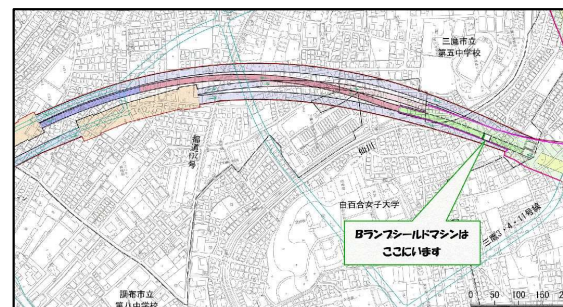 三鷹市立
第五中学校
仙川
白百合女子大学
Bランプシールドマシンは
ここにいます
三鷹3・4・11号線
調布市立
第八中学校
0 50 100 150